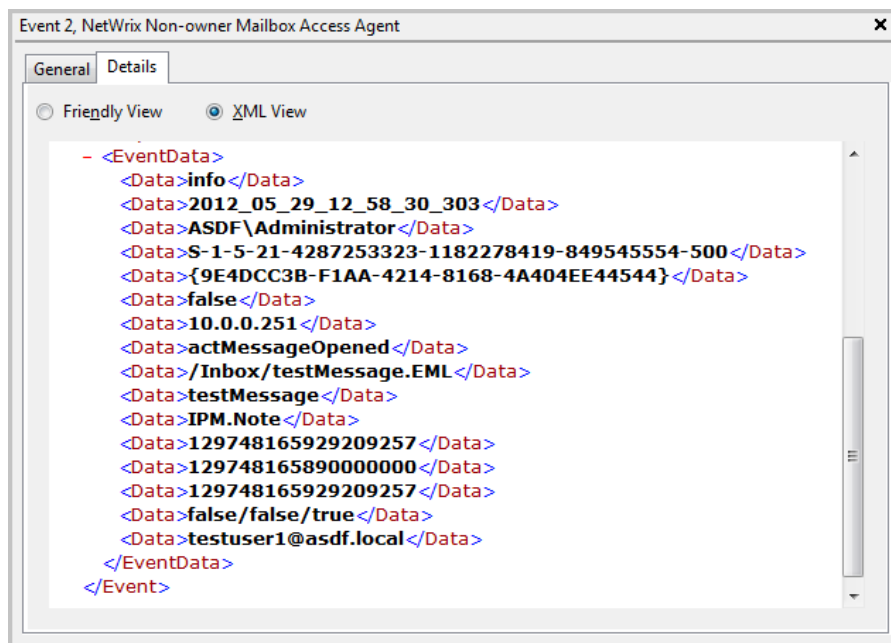 Event 2, NetWrix Non-owner Mailbox Access Agent
General Details
Friendly View XML View
- <EventData>
<Data>info</Data>
<Data>2012_05_29_12_58_30_303</Data>
<Data>ASDF\Administrator</Data>
<Data>S-1-5-21-4287253323-1182278419-849545554-500</Data>
<Data>{9E4DCC3B-F1AA-4214-8168-4A404EE44544}</Data>
<Data>false</Data>
<Data>10.0.0.251</Data>
<Data>actMessageOpened</Data>
<Data>/Inbox/testMessage.EML</Data>
<Data>testMessage</Data>
<Data>IPM.Note</Data>
<Data>129748165929209257</Data>
<Data>129748165890000000</Data>
<Data>129748165929209257</Data>
<Data>false/false/true</Data>
<Data>testuser1@asdf.local</Data>
</EventData>
</Event>